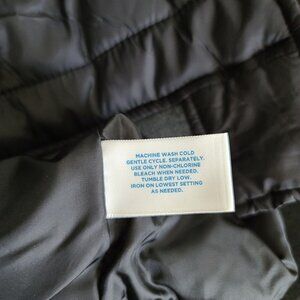 MACHINE WASH COLD
GENTLE CYCLE. SEPARATELY.
USE ONLY NON-CHLORINE
BLEACH WHEN NEEDED.
TUMBLE DRY LOW.
IRON ON LOWEST SETTING
AS NEEDED.